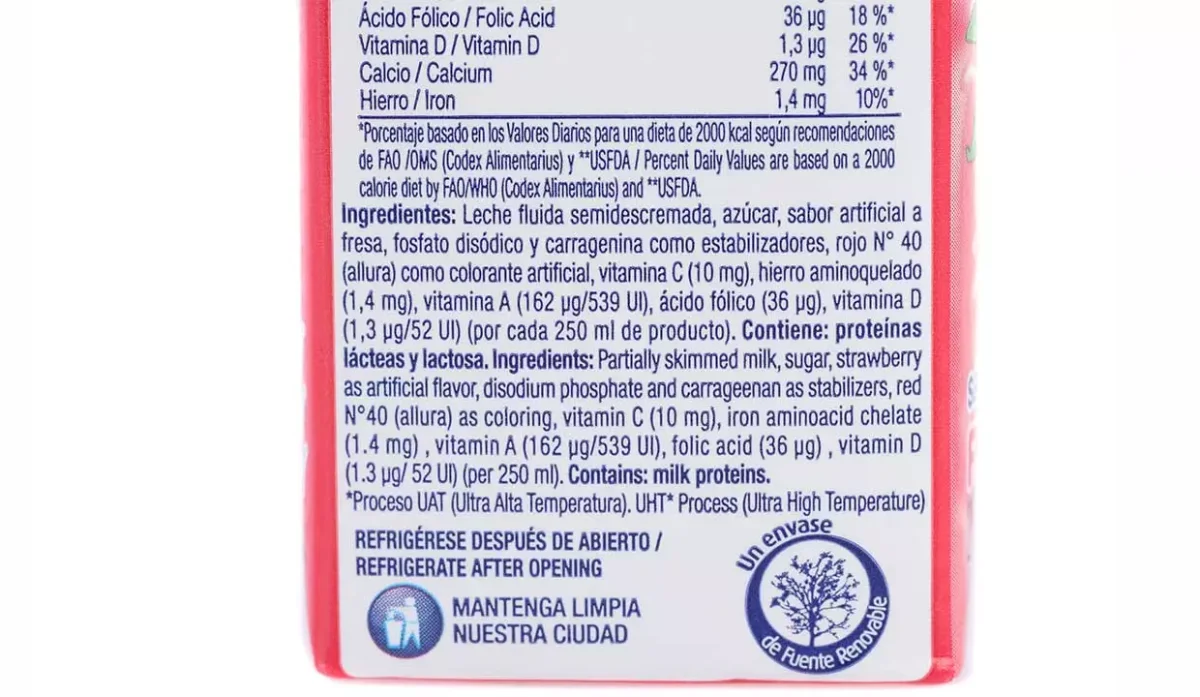 Ácido Fólico / Folic Acid 36 µg 18 %*
Vitamina D / Vitamin D 1,3 µg 26 %*
Calcio / Calcium 270 mg 34 %*
Hierro / Iron 1,4 mg 10%*
*Porcentaje basado en los Valores Diarios para una dieta de 2000 kcal según recomendaciones
de FAO /OMS (Codex Alimentarius) y **USFDA / Percent Daily Values are based on a 2000
calorie diet by FAO/WHO (Codex Alimentarius) and **USFDA.
Ingredientes: Leche fluida semidescremada, azúcar, sabor artificial a
fresa, fosfato disódico y carragenina como estabilizadores, rojo N° 40
(allura) como colorante artificial, vitamina C (10 mg), hierro aminoquelado
(1,4 mg), vitamina A (162 µg/539 UI), ácido fólico (36 µg), vitamina D
(1,3 µg/52 UI) (por cada 250 ml de producto). Contiene: proteínas
lácteas y lactosa. Ingredients: Partially skimmed milk, sugar, strawberry
as artificial flavor, disodium phosphate and carrageenan as stabilizers, red
N°40 (allura) as coloring, vitamin C (10 mg), iron aminoacid chelate
(1.4 mg) , vitamin A (162 µg/539 UI), folic acid (36 µg) , vitamin D
(1.3 µg/ 52 UI) (per 250 ml). Contains: milk proteins.
*Proceso UAT (Ultra Alta Temperatura). UHT* Process (Ultra High Temperature)
REFRIGÉRESE DESPUÉS DE ABIERTO /
REFRIGERATE AFTER OPENING
MANTENGA LIMPIA
NUESTRA CIUDAD
Un envase
de Fuente Renovable